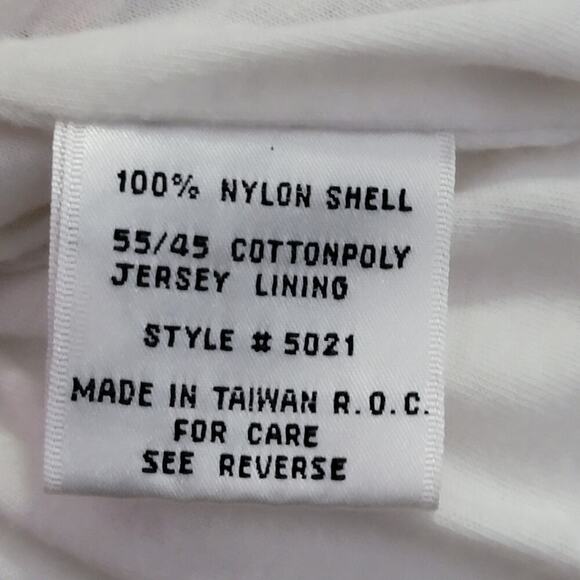 100% NYLON SHELL
55/45 COTTONPOLY
JERSEY LINING
STYLE # 5021
MADE IN TAIWAN R.O.C.
FOR CARE
SEE REVERSE